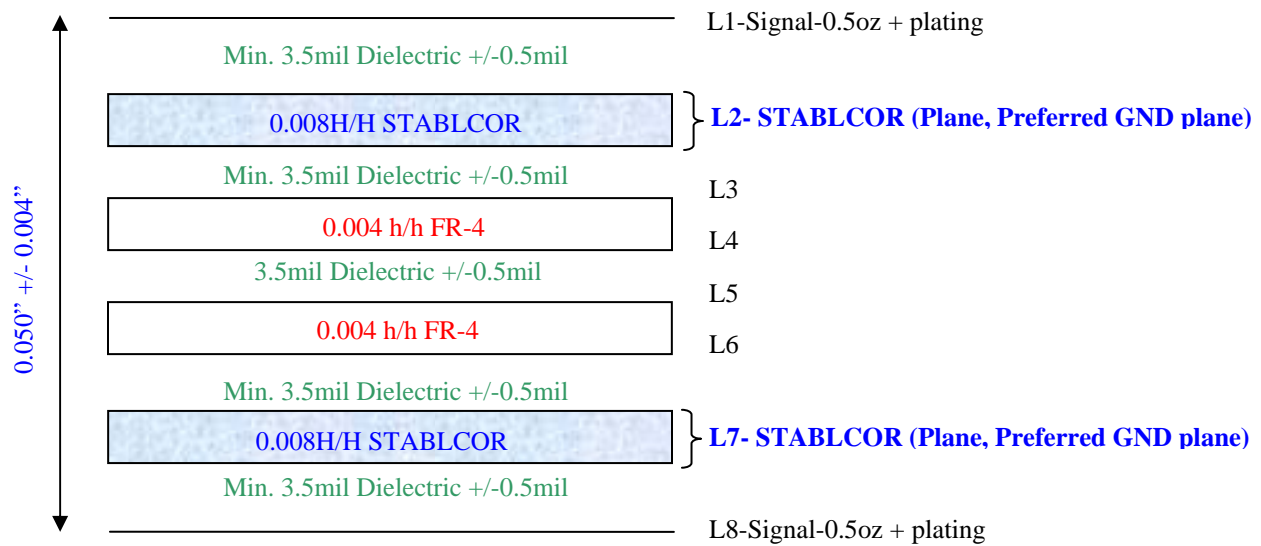 L1-Signal-0.5oz + plating
Min. 3.5mil Dielectric +/-0.5mil
0.008H/H STABLCOR
L2- STABLCOR (Plane, Preferred GND plane)
Min. 3.5mil Dielectric +/-0.5mil
L3
0.004 h/h FR-4
L4
3.5mil Dielectric +/-0.5mil
L5
0.004 h/h FR-4
L6
0.050” +/- 0.004”
Min. 3.5mil Dielectric +/-0.5mil
0.008H/H STABLCOR
L7- STABLCOR (Plane, Preferred GND plane)
Min. 3.5mil Dielectric +/-0.5mil
L8-Signal-0.5oz + plating